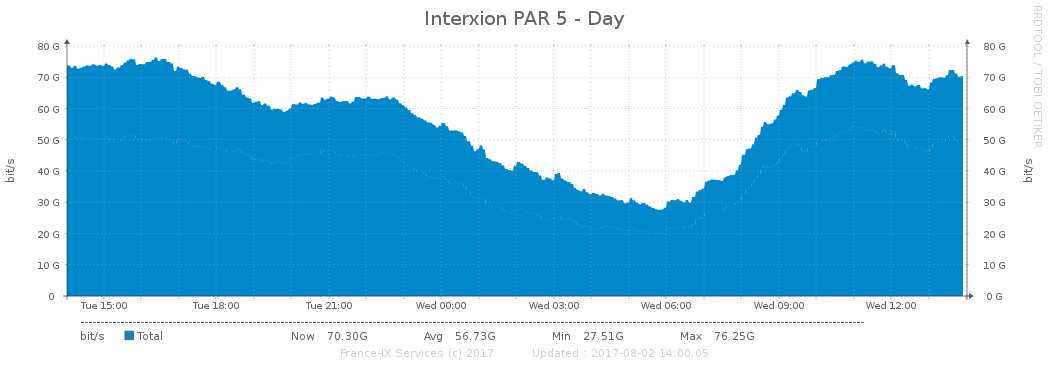 Interxion PAR 5 - Day
RRDTOOL / TOBI OETIKER
bit/s
80 G
70 G
60 G
50 G
40 G
30 G
20 G
10 G
0
80 G
70 G
60 G
50 G
40 G
30 G
20 G
10 G
0 G
bit/s
Tue 15:00 Tue 18:00 Tue 21:00 Wed 00:00 Wed 03:00 Wed 06:00 Wed 09:00 Wed 12:00
bit/s Total Now 70.30G Avg 56.73G Min 27.51G Max 76.25G
France-IX Services (c) 2017 Updated : 2017-08-02 14:00:05